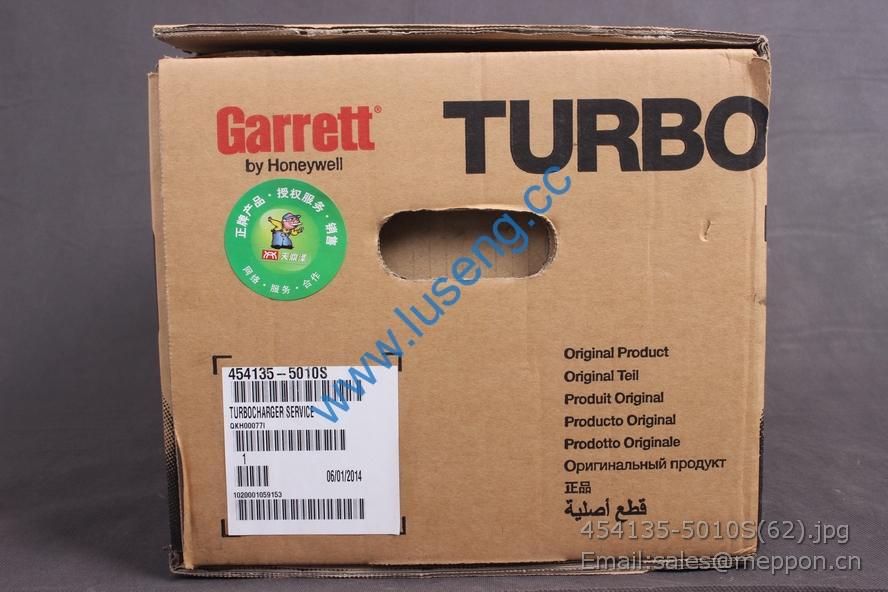 Garrett®
by Honeywell
TURBO
正牌产品·授权服务·销售
天鼎泽
网络·服务·合作
www.luseng.cc
454135-5010S
TURBOCHARGER SERVICE
QKH00077I
1
06/01/2014
1020001059153
Original Product
Original Teil
Produit Original
Producto Original
Prodotto Originale
Оригинальный продукт
正品
قطع أصلية
454135-5010S(62).jpg
Email:sales@meppon.cn